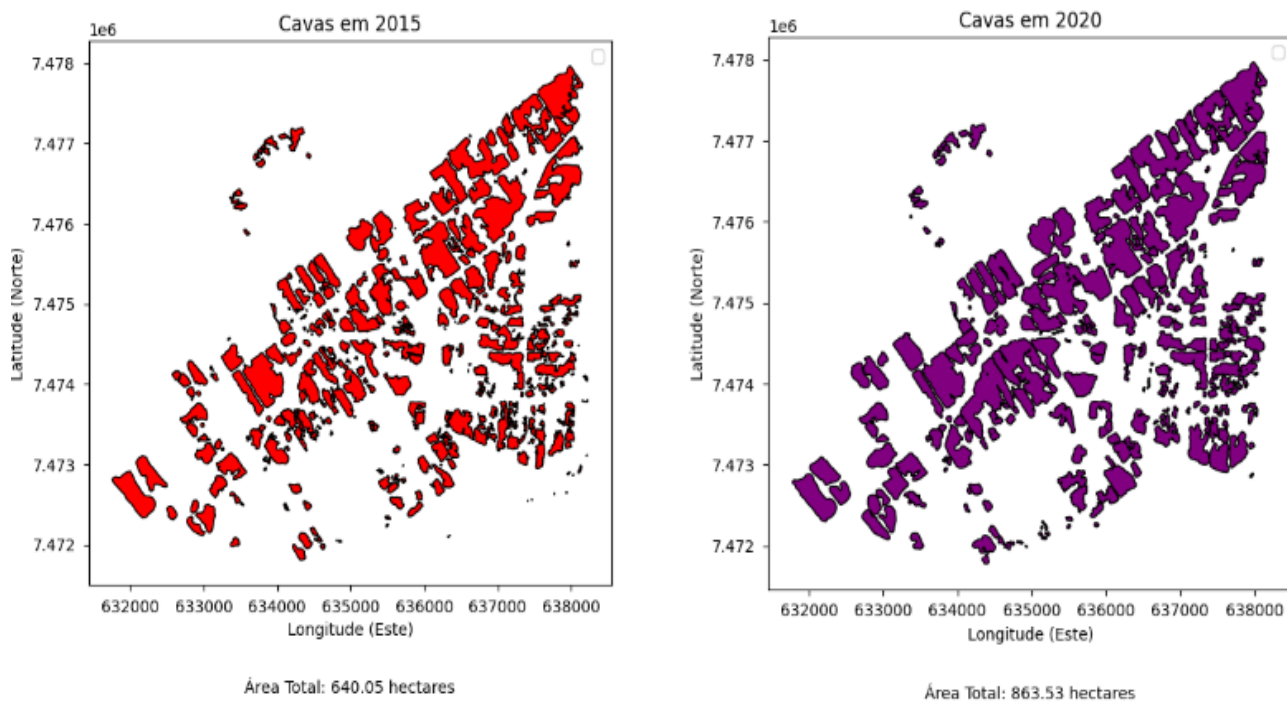 Cavas em 2015
1e6
7.478
7.477
7.476
7.475
7.474
7.473
7.472
Latitude (Norte)
632000 633000 634000 635000 636000 637000 638000
Longitude (Este)
Área Total: 640.05 hectares
Cavas em 2020
1e6
7.478
7.477
7.476
7.475
7.474
7.473
7.472
Latitude (Norte)
632000 633000 634000 635000 636000 637000 638000
Longitude (Este)
Área Total: 863.53 hectares